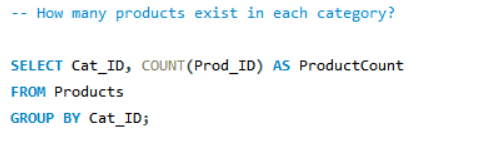 -- How many products exist in each category?
SELECT Cat_ID, COUNT(Prod_ID) AS ProductCount
FROM Products
GROUP BY Cat_ID;